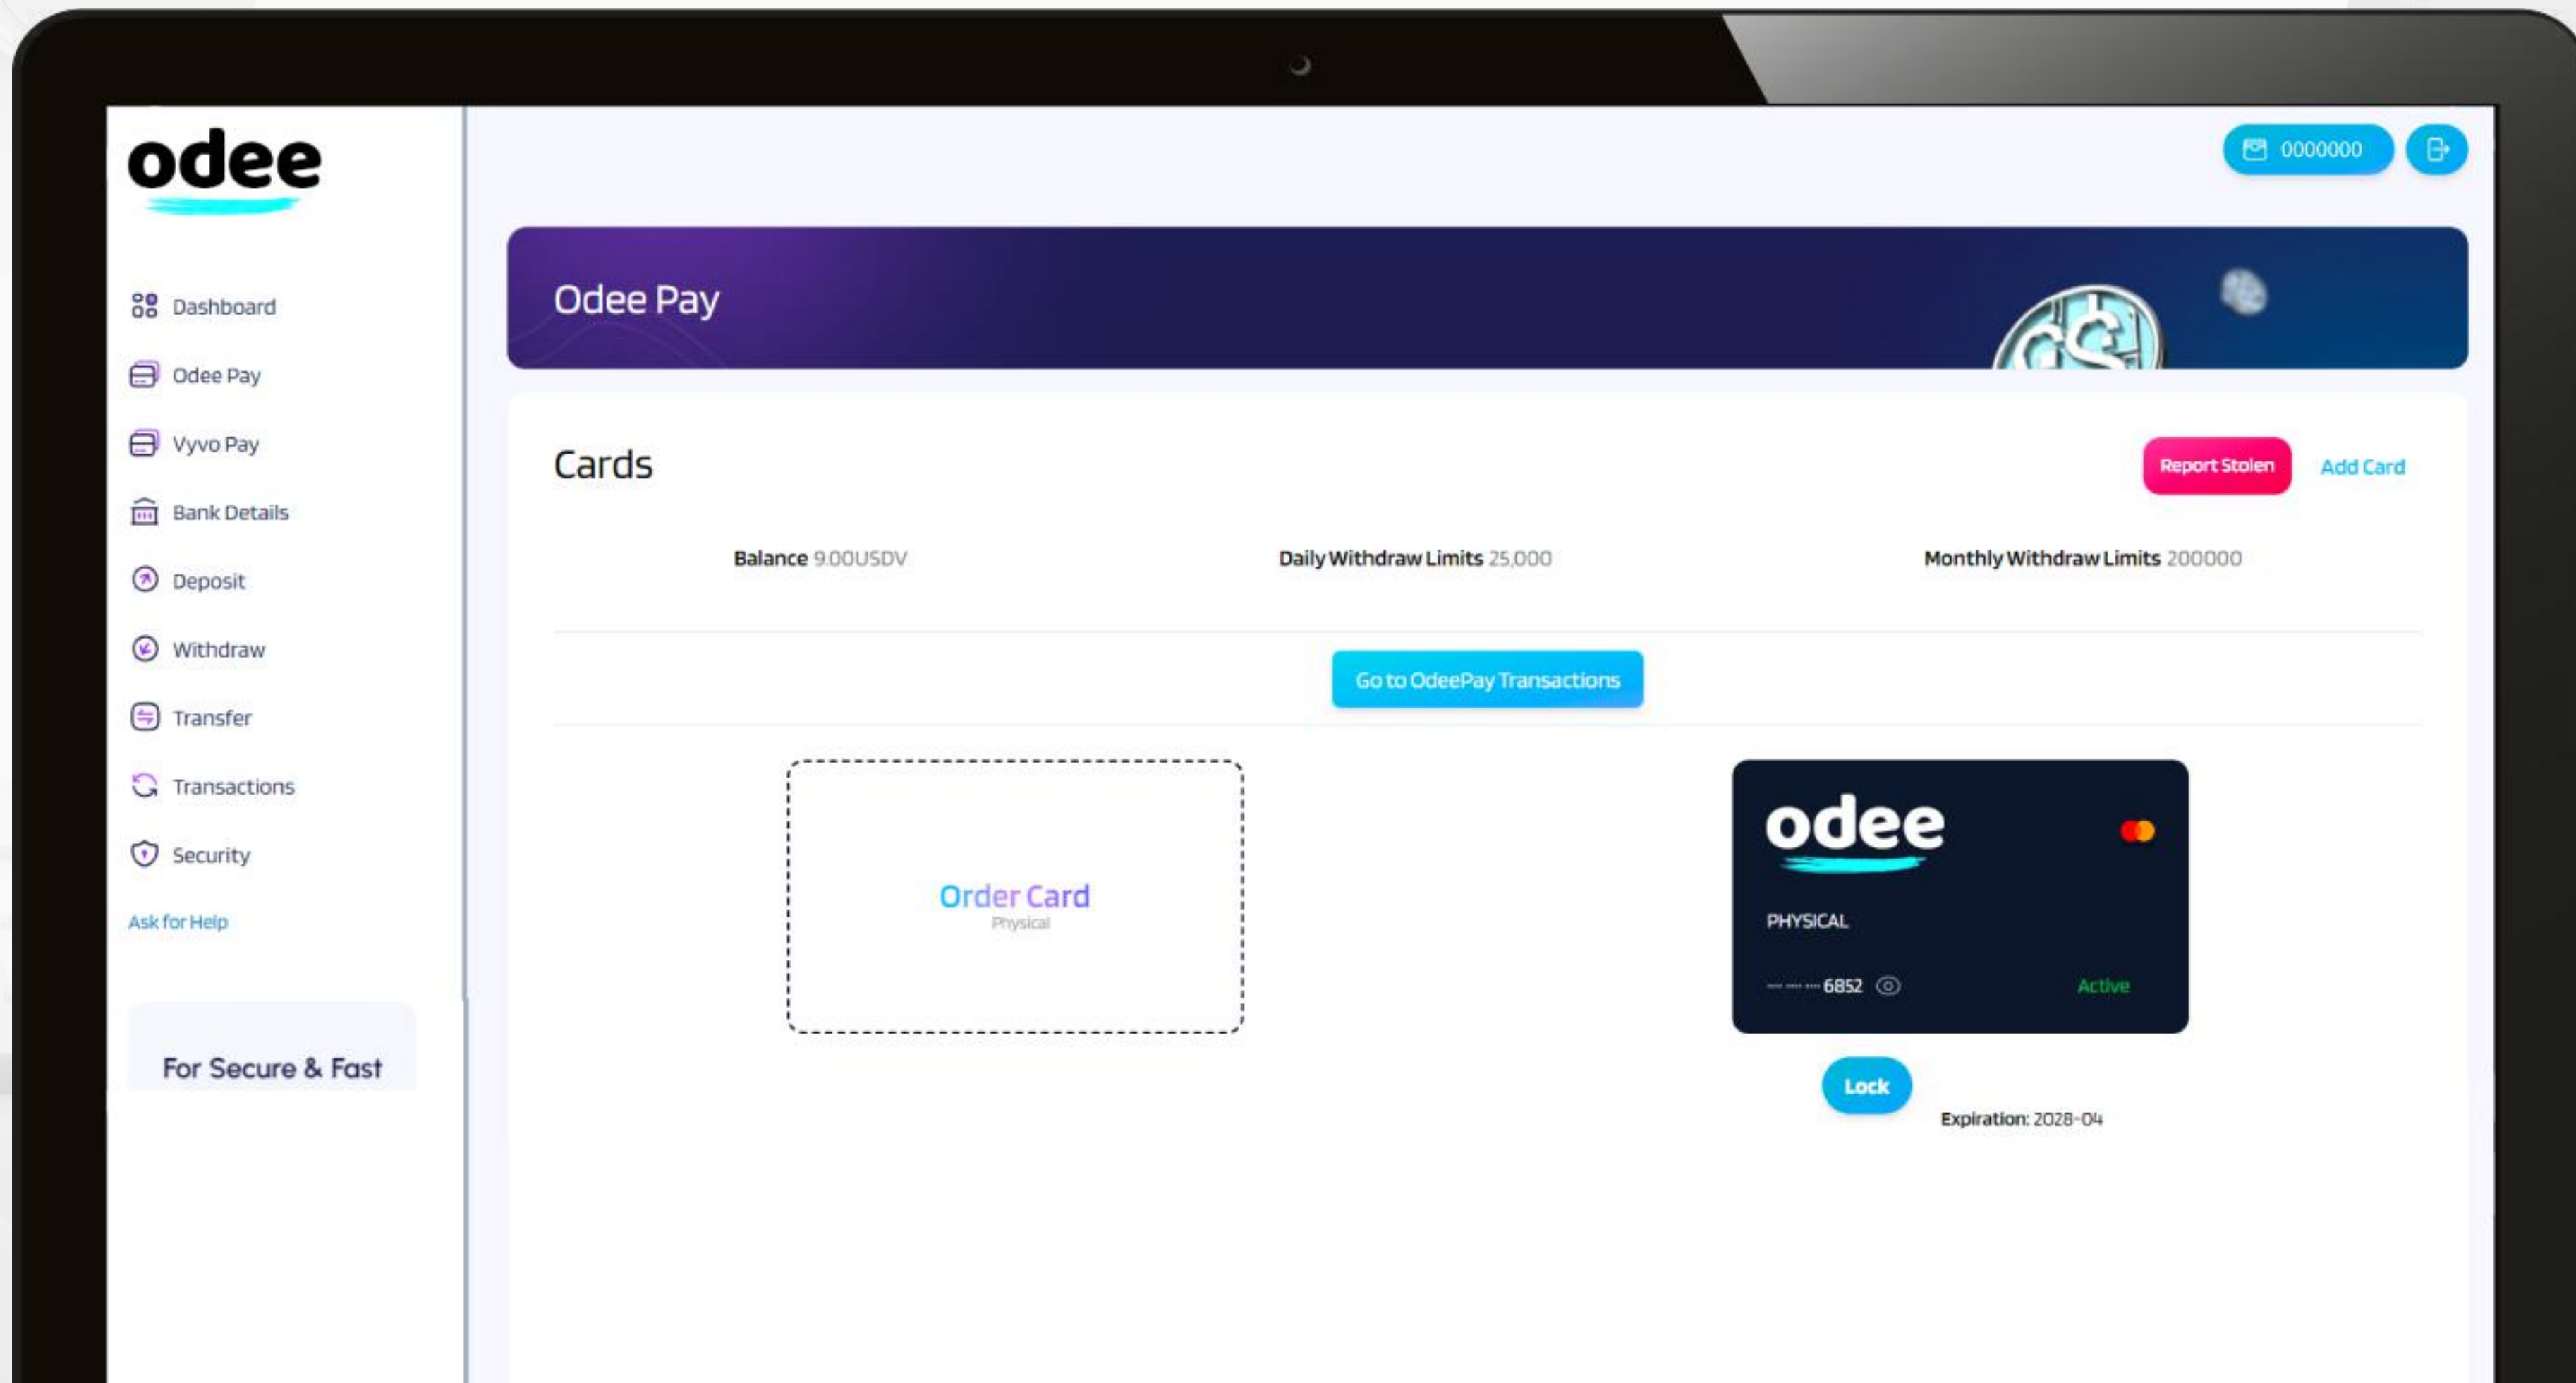 odee
0000000
Dashboard
Odee Pay
Vyvo Pay
Bank Details
Deposit
Withdraw
Transfer
Transactions
Security
Ask for Help
For Secure & Fast
Odee Pay
Cards
Report Stolen
Add Card
Balance 9.00USDV
Daily Withdraw Limits 25,000
Monthly Withdraw Limits 200000
Go to OdeePay Transactions
Order Card
Physical
odee
PHYSICAL
6852
Active
Lock
Expiration: 2028-04